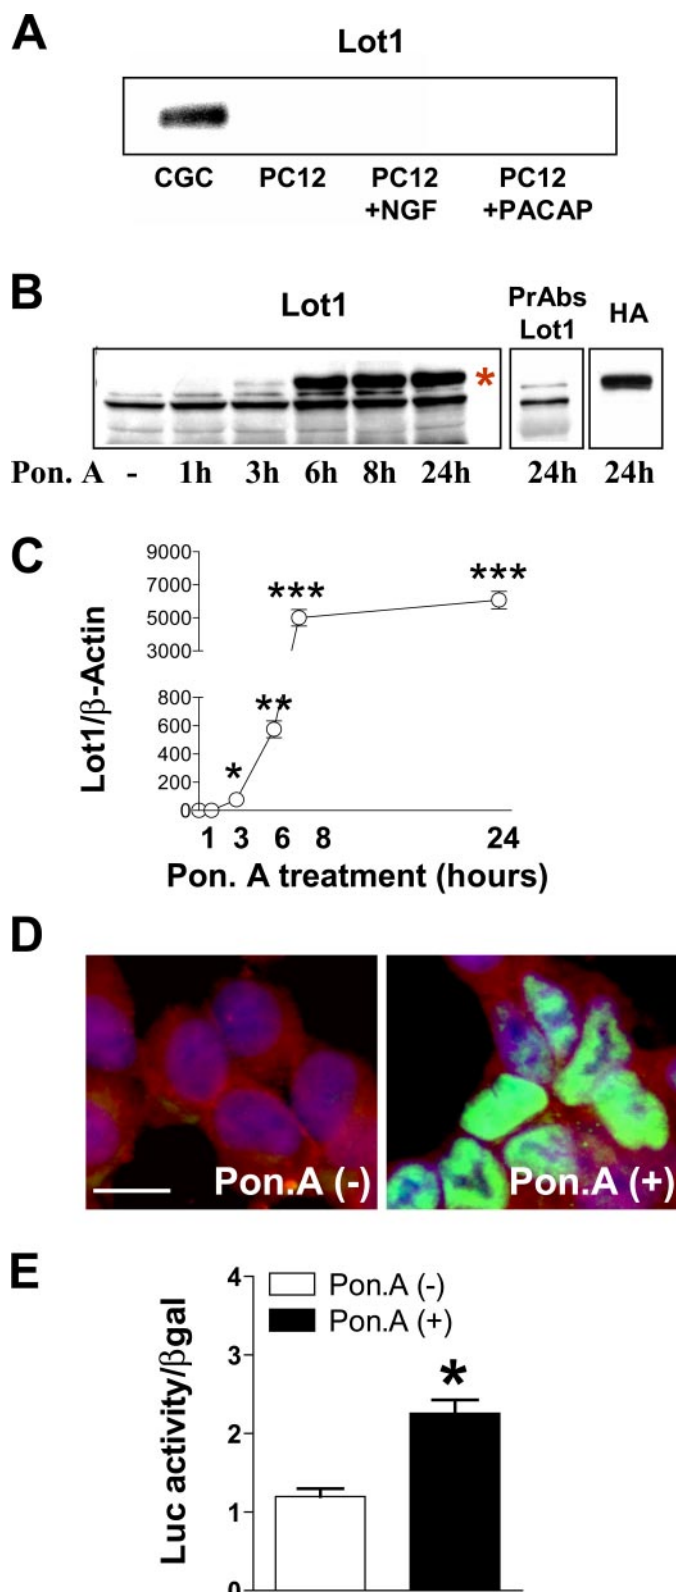 A
Lot1
CGC PC12 PC12 PC12
+NGF +PACAP
B
Lot1 PrAbs Lot1 HA
*
Pon. A - 1h 3h 6h 8h 24h 24h 24h
C
9000
7000
5000
3000
800
600
400
200
0
*** ***
**
*
Lot1/β-Actin
1 3 6 8 24
Pon. A treatment (hours)
D
Pon.A (-) Pon.A (+)
E
4
3
2
1
0
Luc activity/βgal
Pon.A (-)
Pon.A (+)
*